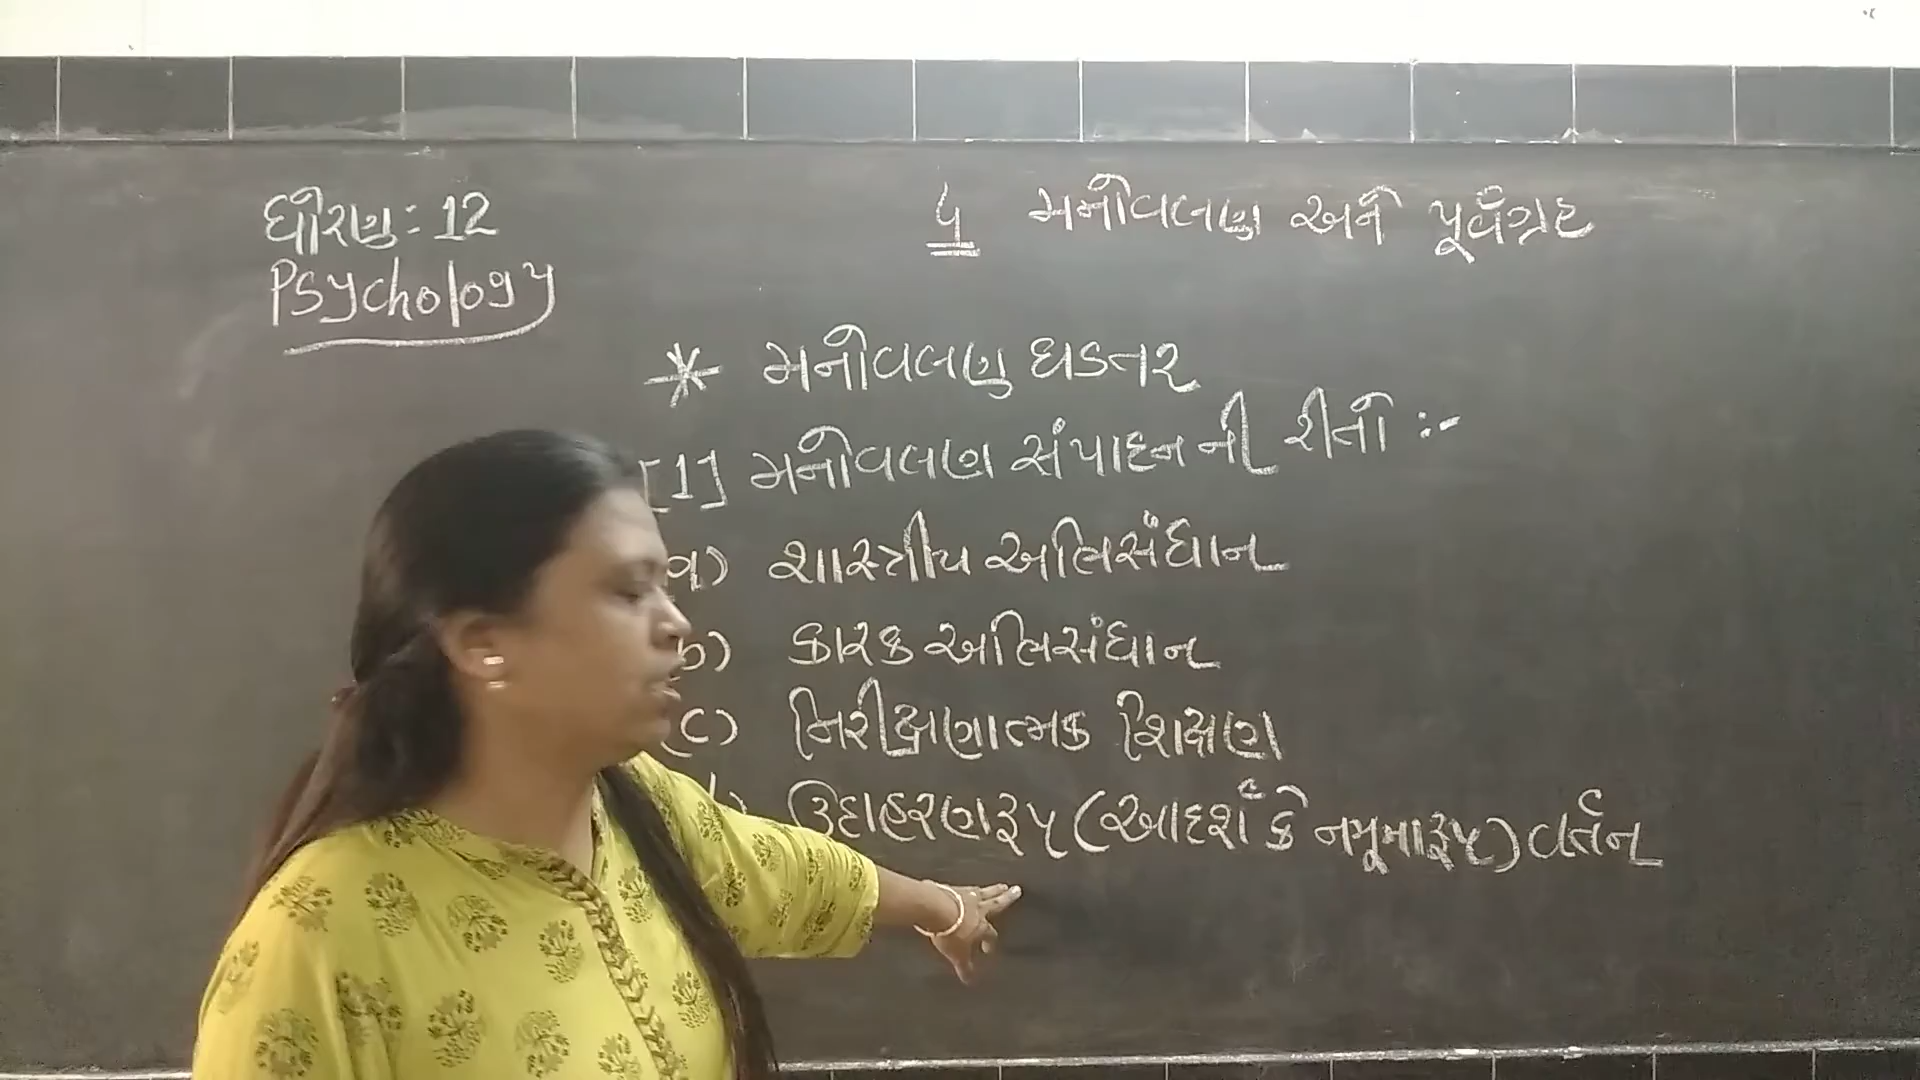 ધોરણ : 12
Psychology
૫ મનોવલણ અને પૂર્વગ્રહ
* મનોવલણ ઘડતર
[1] મનોવલણ સંપાદન ની રીતો :-
a) શાસ્ત્રીય અભિસંધાન
b) કારક અભિસંધાન
(c) નિરીક્ષણાત્મક શિક્ષણ
ઉદાહરણરૂપ (આદર્શ કે નમૂનારૂપ) વર્તન